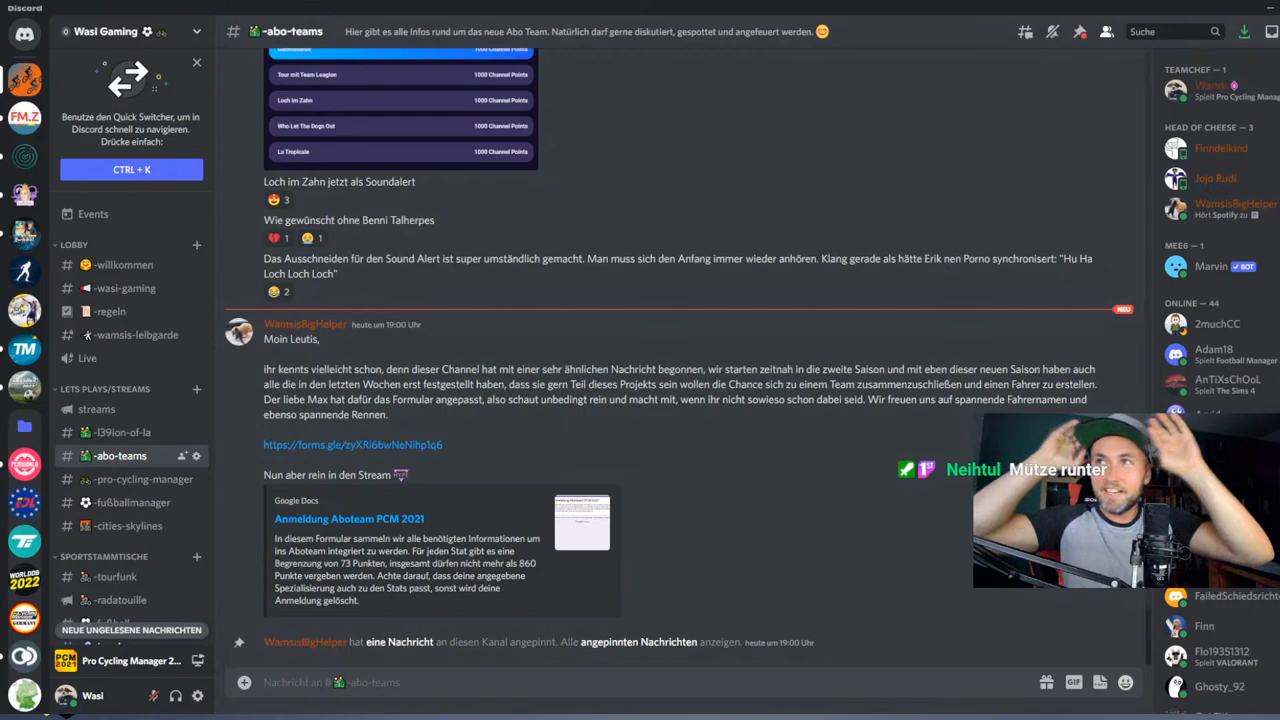 Discord
Wasi Gaming
-abo-teams
Hier gibt es alle Infos rund um das neue Abo Team. Natürlich darf gerne diskutiert, gespottet und angefeuert werden.
Suche
Benutze den Quick Switcher, um in
Discord schnell zu navigieren.
Drücke einfach:
CTRL + K
Events
LOBBY
-willkommen
-wasi-gaming
-regeln
-wamsis-leibgarde
Live
LETS PLAYS/STREAMS
streams
-l39ion-of-la
-abo-teams
-pro-cycling-manager
-fußballmanager
-cities-skylines
SPORTSTAMMTISCHE
-tourfunk
-radatouille
NEUE UNGELESENE NACHRICHTEN
Pro Cycling Manager 2...
Wasi
FM.Z
TM
PCMWORLD
EDL
WORLDDB
2022
GERMANY
PCM
2021
1000 Channel Points
Tour mit Team Leagion 1000 Channel Points
Loch im Zahn 1000 Channel Points
Who Let The Dogs Out 1000 Channel Points
La Tropicale 1000 Channel Points
Loch im Zahn jetzt als Soundalert
3
Wie gewünscht ohne Benni Talherpes
1 1
Das Ausschneiden für den Sound Alert ist super umständlich gemacht. Man muss sich den Anfang immer wieder anhören. Klang gerade als hätte Erik nen Porno synchronisiert: "Hu Ha
Loch Loch Loch"
2
NEU
WamsisBigHelper heute um 19:00 Uhr
Moin Leutis,
ihr kennts vielleicht schon, denn dieser Channel hat mit einer sehr ähnlichen Nachricht begonnen, wir starten zeitnah in die zweite Saison und mit eben dieser neuen Saison haben auch
alle die in den letzten Wochen erst festgestellt haben, dass sie gern Teil dieses Projekts sein wollen die Chance sich zu einem Team zusammenzuschließen und einen Fahrer zu erstellen.
Der liebe Max hat dafür das Formular angepasst, also schaut unbedingt rein und macht mit, wenn ihr nicht sowieso schon dabei seid. Wir freuen uns auf spannende Fahrernamen und
ebenso spannende Rennen.
https://forms.gle/zyXRi6bwNeNihp1q6
Nun aber rein in den Stream HYPE
Google Docs
Anmeldung Aboteam PCM 2021
In diesem Formular sammeln wir alle benötigten Informationen um
ins Aboteam integriert zu werden. Für jeden Stat gibt es eine
Begrenzung von 73 Punkten, insgesamt dürfen nicht mehr als 860
Punkte vergeben werden. Achte darauf, dass deine angegebene
Spezialisierung auch zu den Stats passt, sonst wird deine
Anmeldung gelöscht.
WamsisBigHelper hat eine Nachricht an diesen Kanal angepinnt. Alle angepinnten Nachrichten anzeigen. heute um 19:00 Uhr
Nachricht an #-abo-teams
GIF
1ST Neihtul Mütze runter
TEAMCHEF — 1
Spielt Pro Cycling Manag
HEAD OF CHEESE — 3
Finndelkind
Jojo Rudi
WamsisBigHelper
Hört Spotify zu
MEE6 — 1
Marvin BOT
ONLINE — 44
2muchCC
Adam18
Spielt Football Manager
AnTiXsChOoL
Spielt The Sims 4
FailedSchiedsricht
Finn
Flo19351312
Spielt VALORANT
Ghosty_92